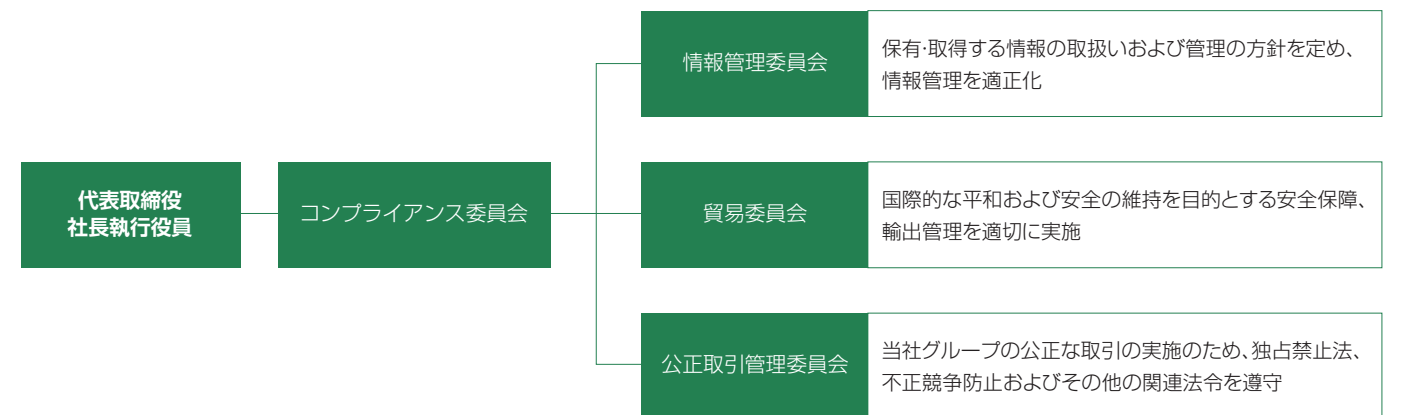 代表取締役
社長執行役員
コンプライアンス委員会
情報管理委員会
保有・取得する情報の取扱いおよび管理の方針を定め、
情報管理を適正化
貿易委員会
国際的な平和および安全の維持を目的とする安全保障、
輸出管理を適切に実施
公正取引管理委員会
当社グループの公正な取引の実施のため、独占禁止法、
不正競争防止およびその他の関連法令を遵守